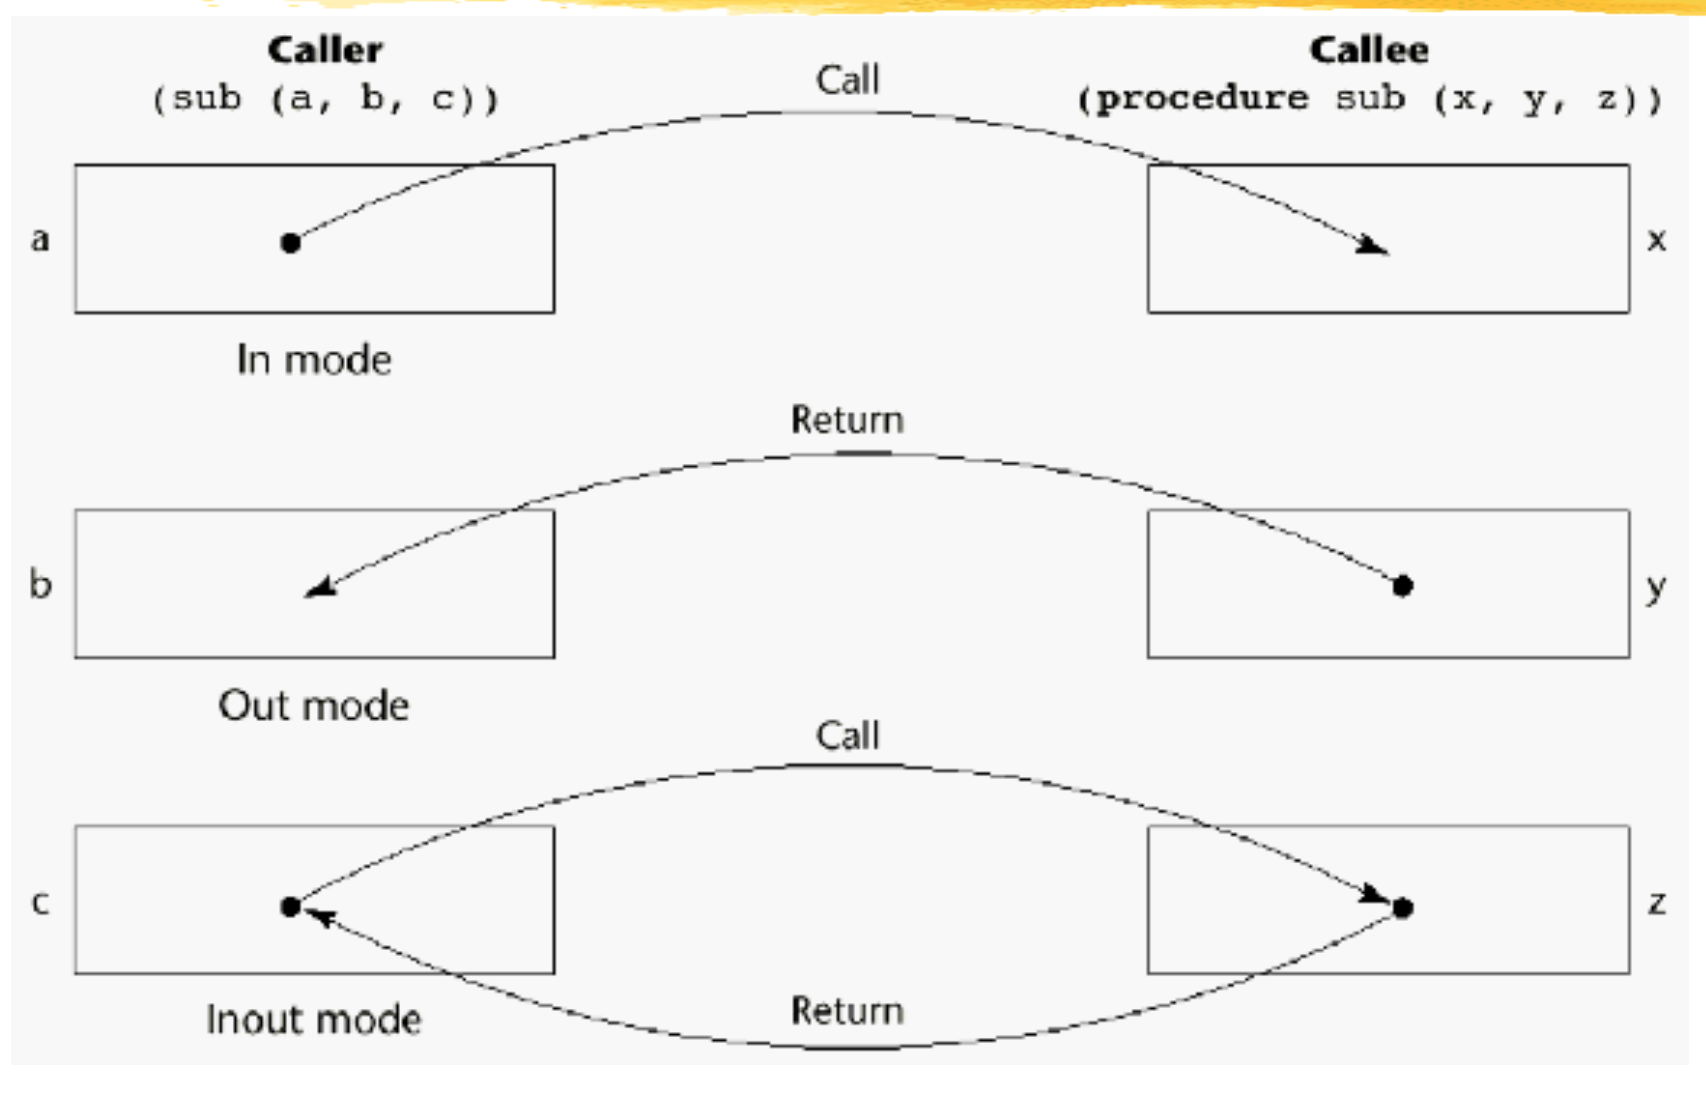 Caller
(sub (a, b, c))
Call
Callee
(procedure sub (x, y, z))
a
x
In mode
Return
b
y
Out mode
Call
c
z
Inout mode
Return